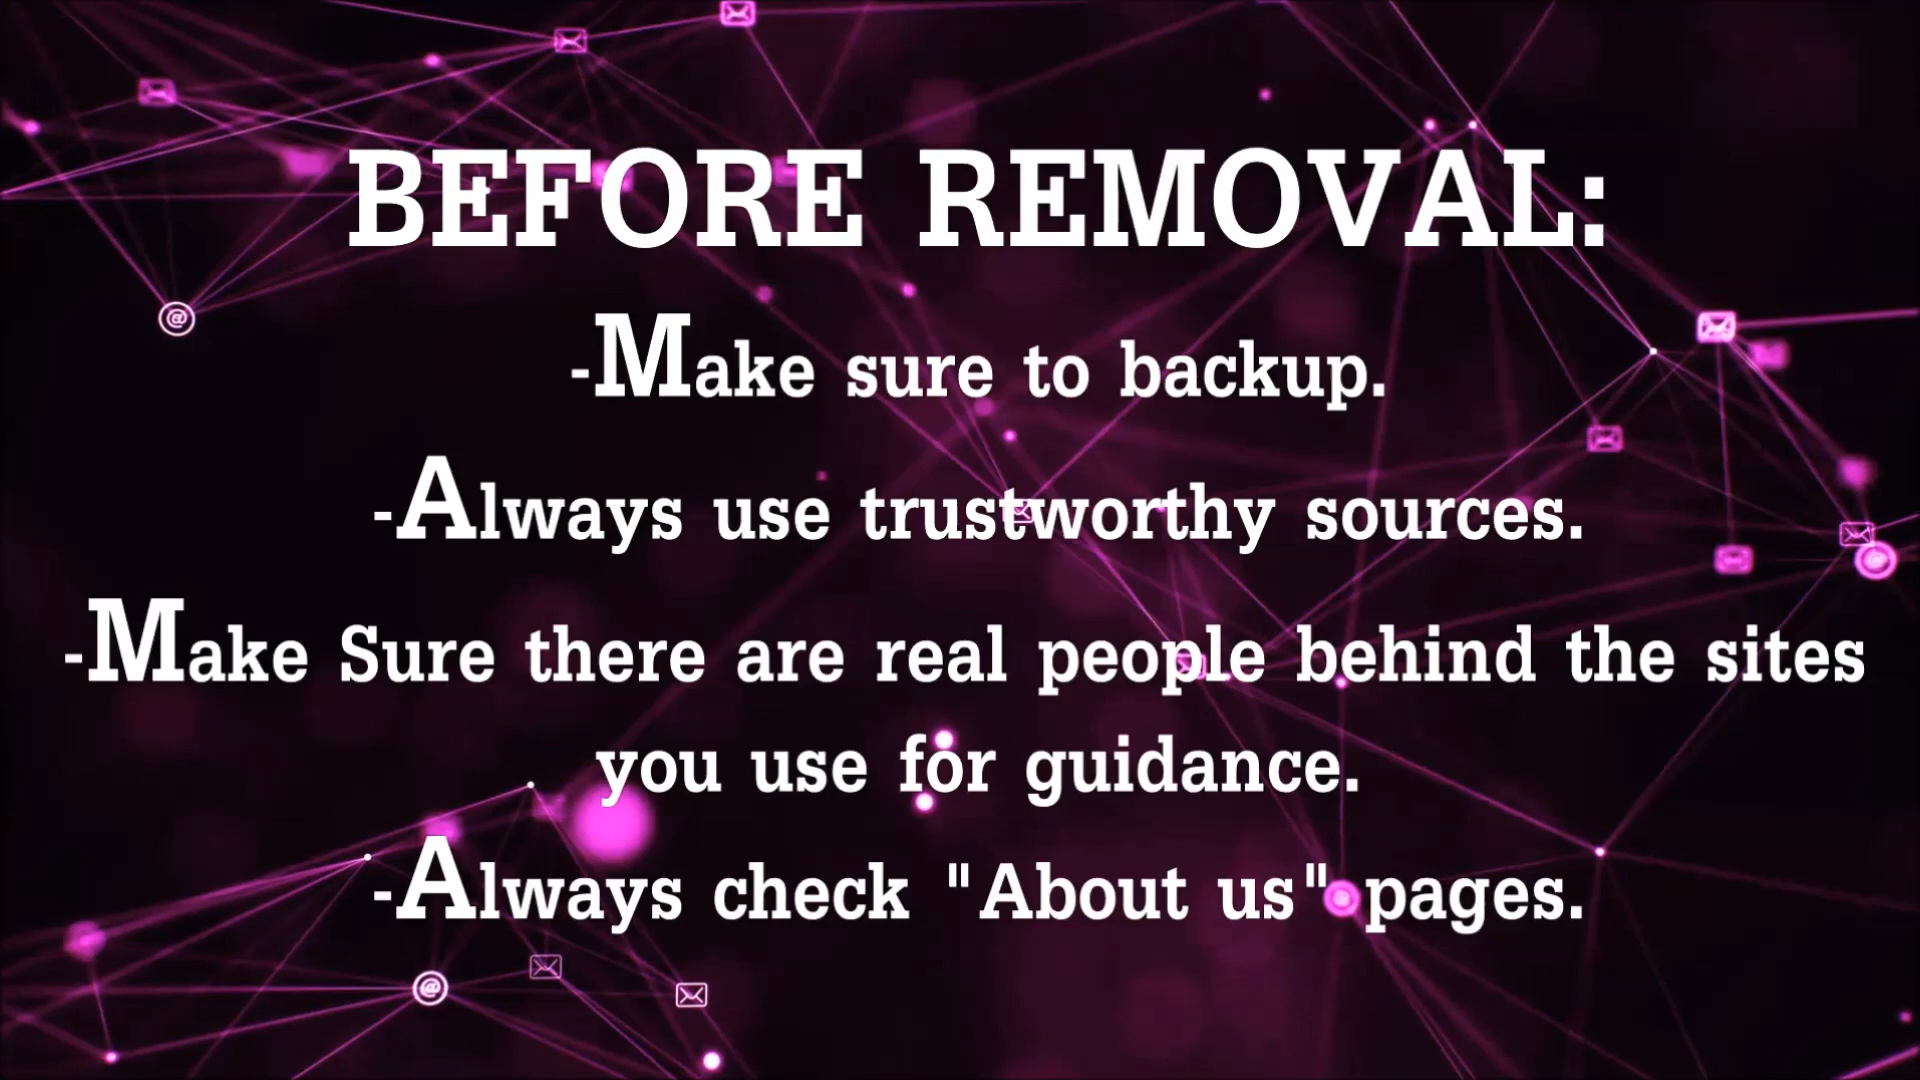 BEFORE REMOVAL:
-Make sure to backup.
-Always use trustworthy sources.
-Make Sure there are real people behind the sites
you use for guidance.
-Always check "About us" pages.